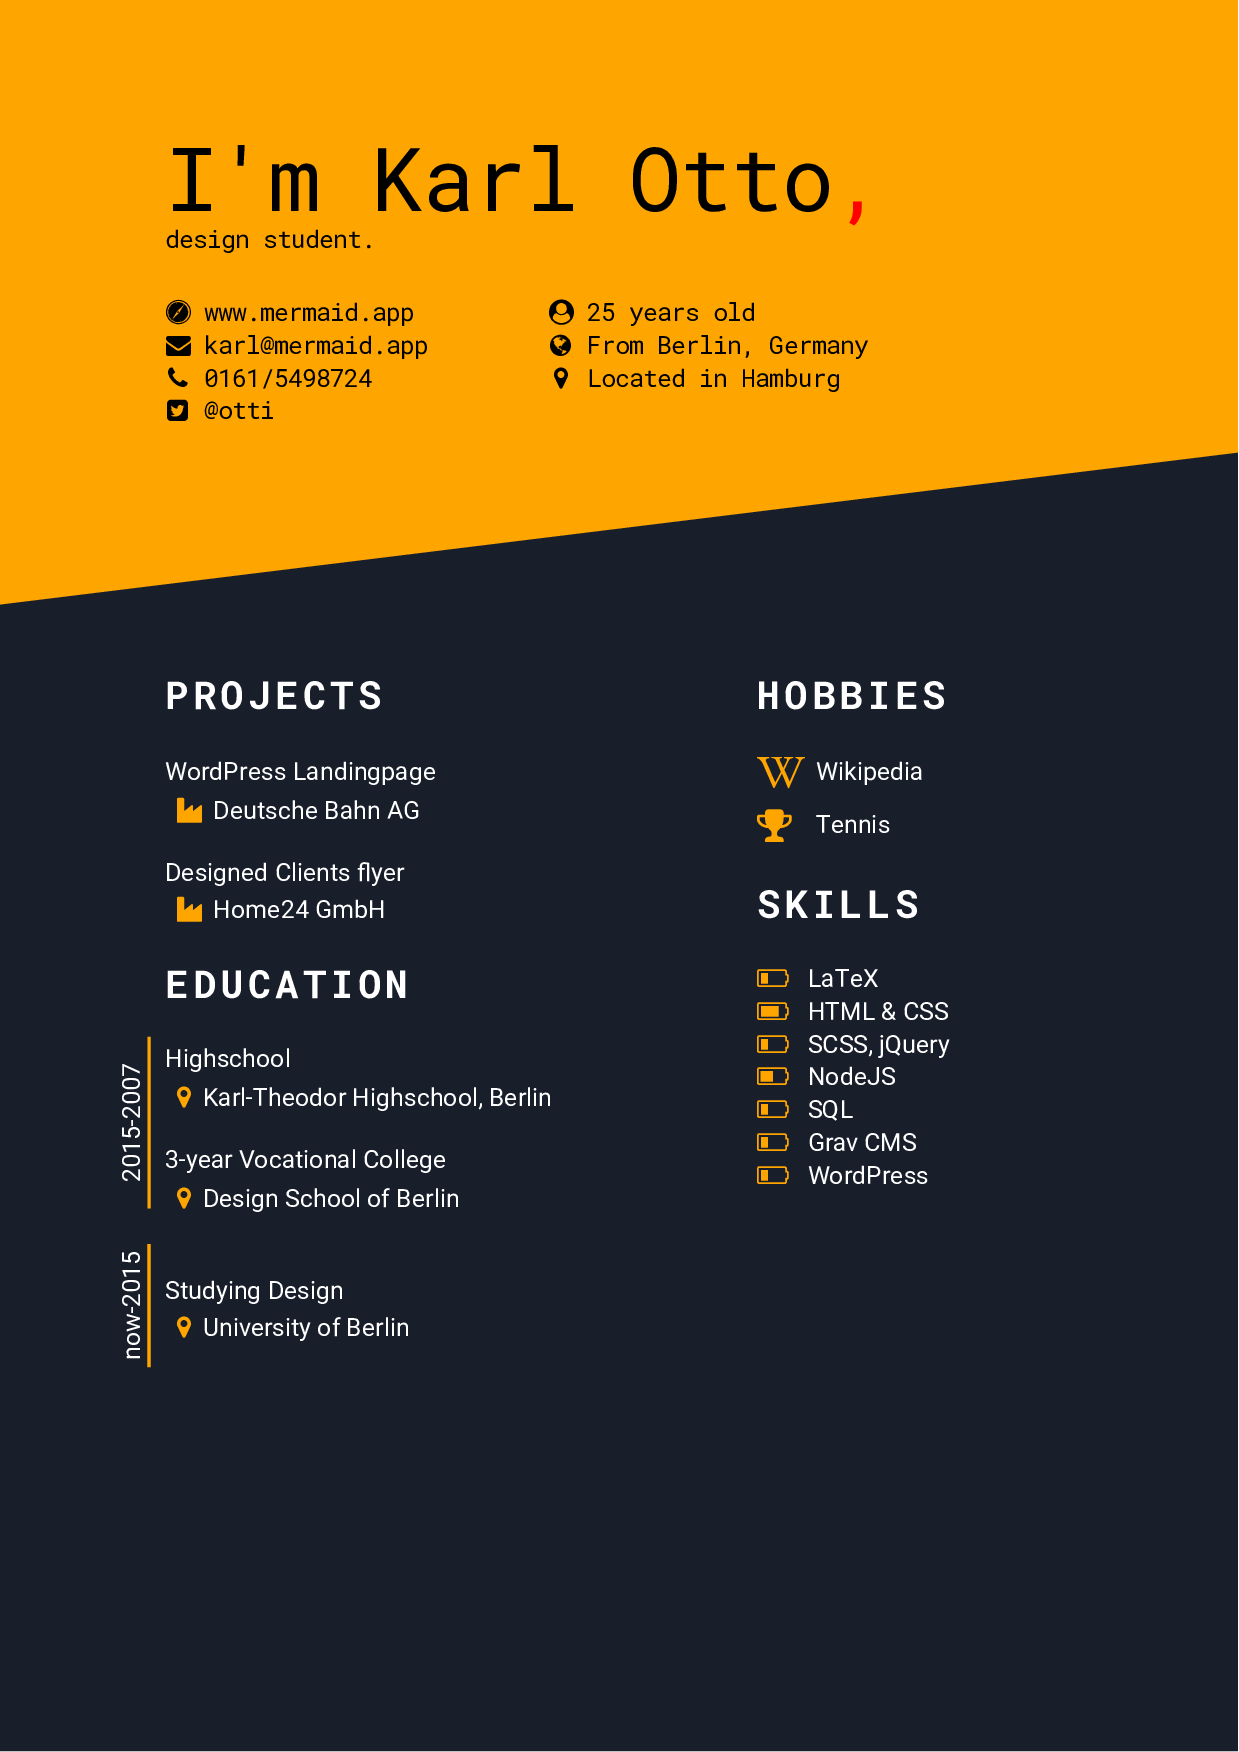 I'm Karl Otto,
design student.
www.mermaid.app
karl@mermaid.app
0161/5498724
@otti
25 years old
From Berlin, Germany
Located in Hamburg
PROJECTS
WordPress Landingpage
Deutsche Bahn AG
Designed Clients flyer
Home24 GmbH
EDUCATION
2015-2007
Highschool
Karl-Theodor Highschool, Berlin
3-year Vocational College
Design School of Berlin
now-2015
Studying Design
University of Berlin
HOBBIES
Wikipedia
Tennis
SKILLS
LaTeX
HTML & CSS
SCSS, jQuery
NodeJS
SQL
Grav CMS
WordPress